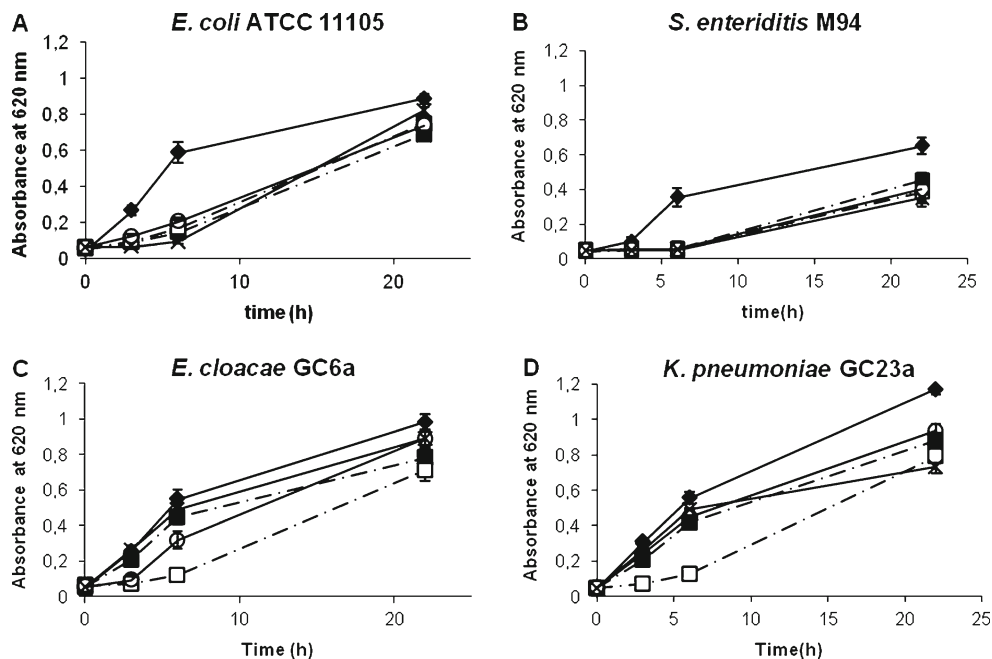 A
E. coli ATCC 11105
1,2
1
0,8
0,6
0,4
0,2
0
Absorbance at 620 nm
0
10
20
time(h)
B
S. enteriditis M94
1,2
1
0,8
0,6
0,4
0,2
0
Absorbance at 620 nm
0
5
10
15
20
25
time(h)
C
E. cloacae GC6a
1,2
1
0,8
0,6
0,4
0,2
0
Absorbance at 620 nm
0
10
20
Time (h)
D
K. pneumoniae GC23a
1,2
1
0,8
0,6
0,4
0,2
0
Absorbance at 620 nm
0
5
10
15
20
25
Time(h)